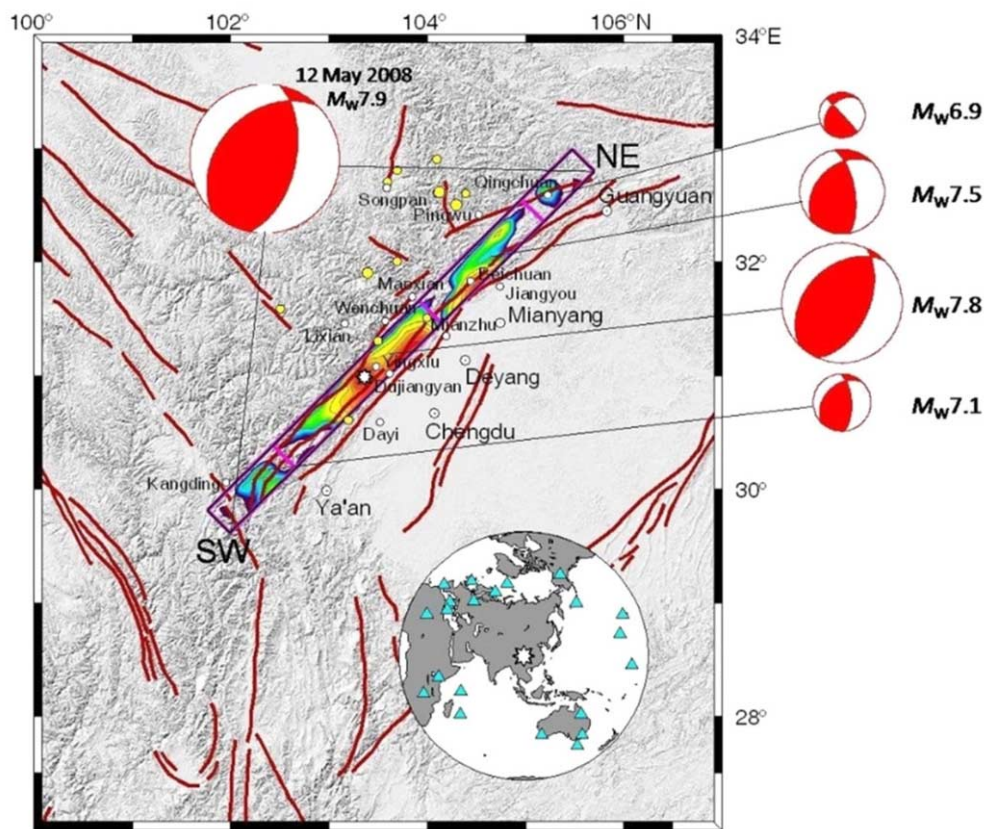 100° 102° 104° 106°N
34°E
12 May 2008
Mw7.9
Mw6.9
NE
Qingchuan
Songpan
Guangyuan
Pingwu
Mw7.5
32°
Beichuan
Maoxian
Jiangyou
Wenchuan
Mianyang
Mw7.8
Lixian
Mianzhu
Yingxiu
Deyang
Dujiangyan
Mw7.1
Dayi
Chengdu
Kangding
30°
Ya'an
SW
28°